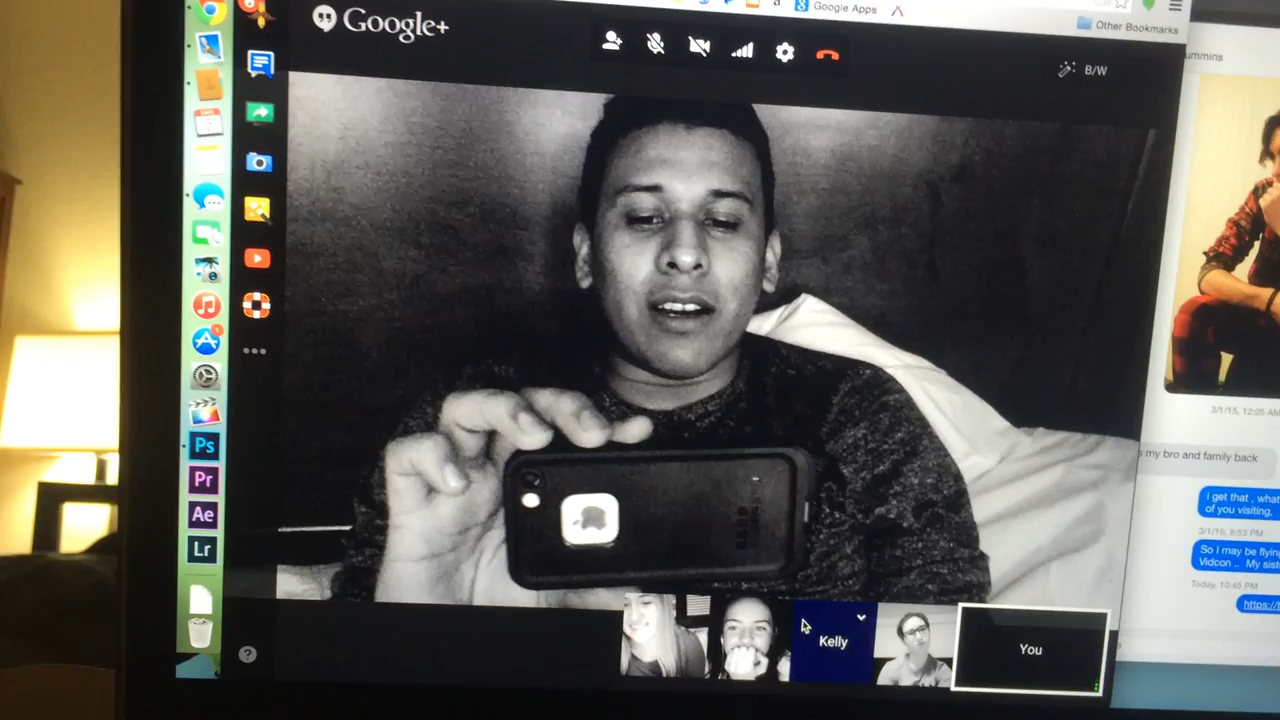 Google Apps
Other Bookmarks
Google+
B/W
ummins
3/1/15, 12:05 AM
my bro and family back
i get that , what
of you visiting.
3/1/15, 8:53 PM
So I may be flying
Vidcon .. My sist
Today, 10:45 PM
https://
Ps
Pr
Ae
Lr
Kelly
You
?